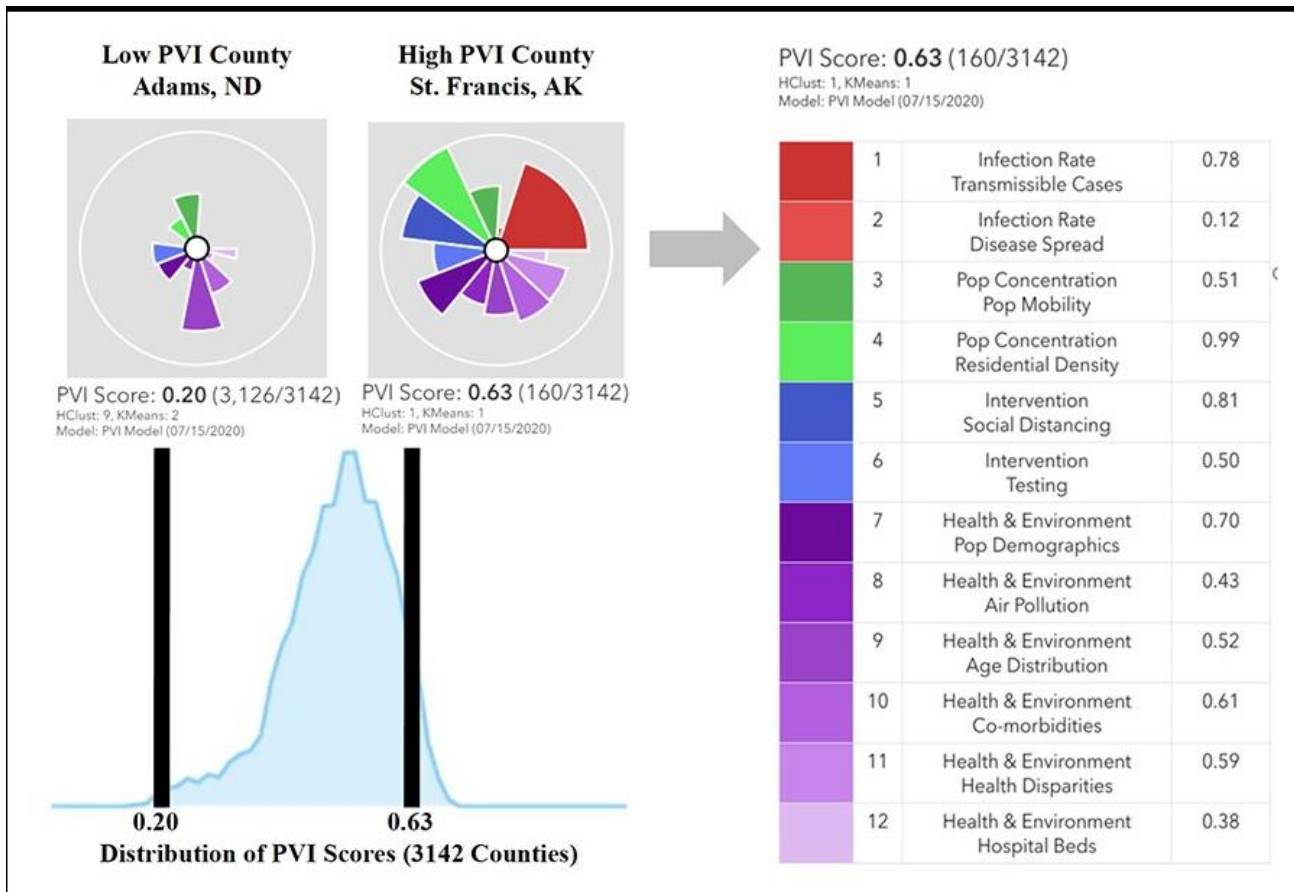 Low PVI County
Adams, ND
High PVI County
St. Francis, AK
PVI Score: 0.20 (3,126/3142)
HClust: 9, KMeans: 2
Model: PVI Model (07/15/2020)
PVI Score: 0.63 (160/3142)
HClust: 1, KMeans: 1
Model: PVI Model (07/15/2020)
0.20
0.63
Distribution of PVI Scores (3142 Counties)
PVI Score: 0.63 (160/3142)
HClust: 1, KMeans: 1
Model: PVI Model (07/15/2020)
1 Infection Rate 0.78
Transmissible Cases
2 Infection Rate 0.12
Disease Spread
3 Pop Concentration 0.51
Pop Mobility
4 Pop Concentration 0.99
Residential Density
5 Intervention 0.81
Social Distancing
6 Intervention 0.50
Testing
7 Health & Environment 0.70
Pop Demographics
8 Health & Environment 0.43
Air Pollution
9 Health & Environment 0.52
Age Distribution
10 Health & Environment 0.61
Co-morbidities
11 Health & Environment 0.59
Health Disparities
12 Health & Environment 0.38
Hospital Beds